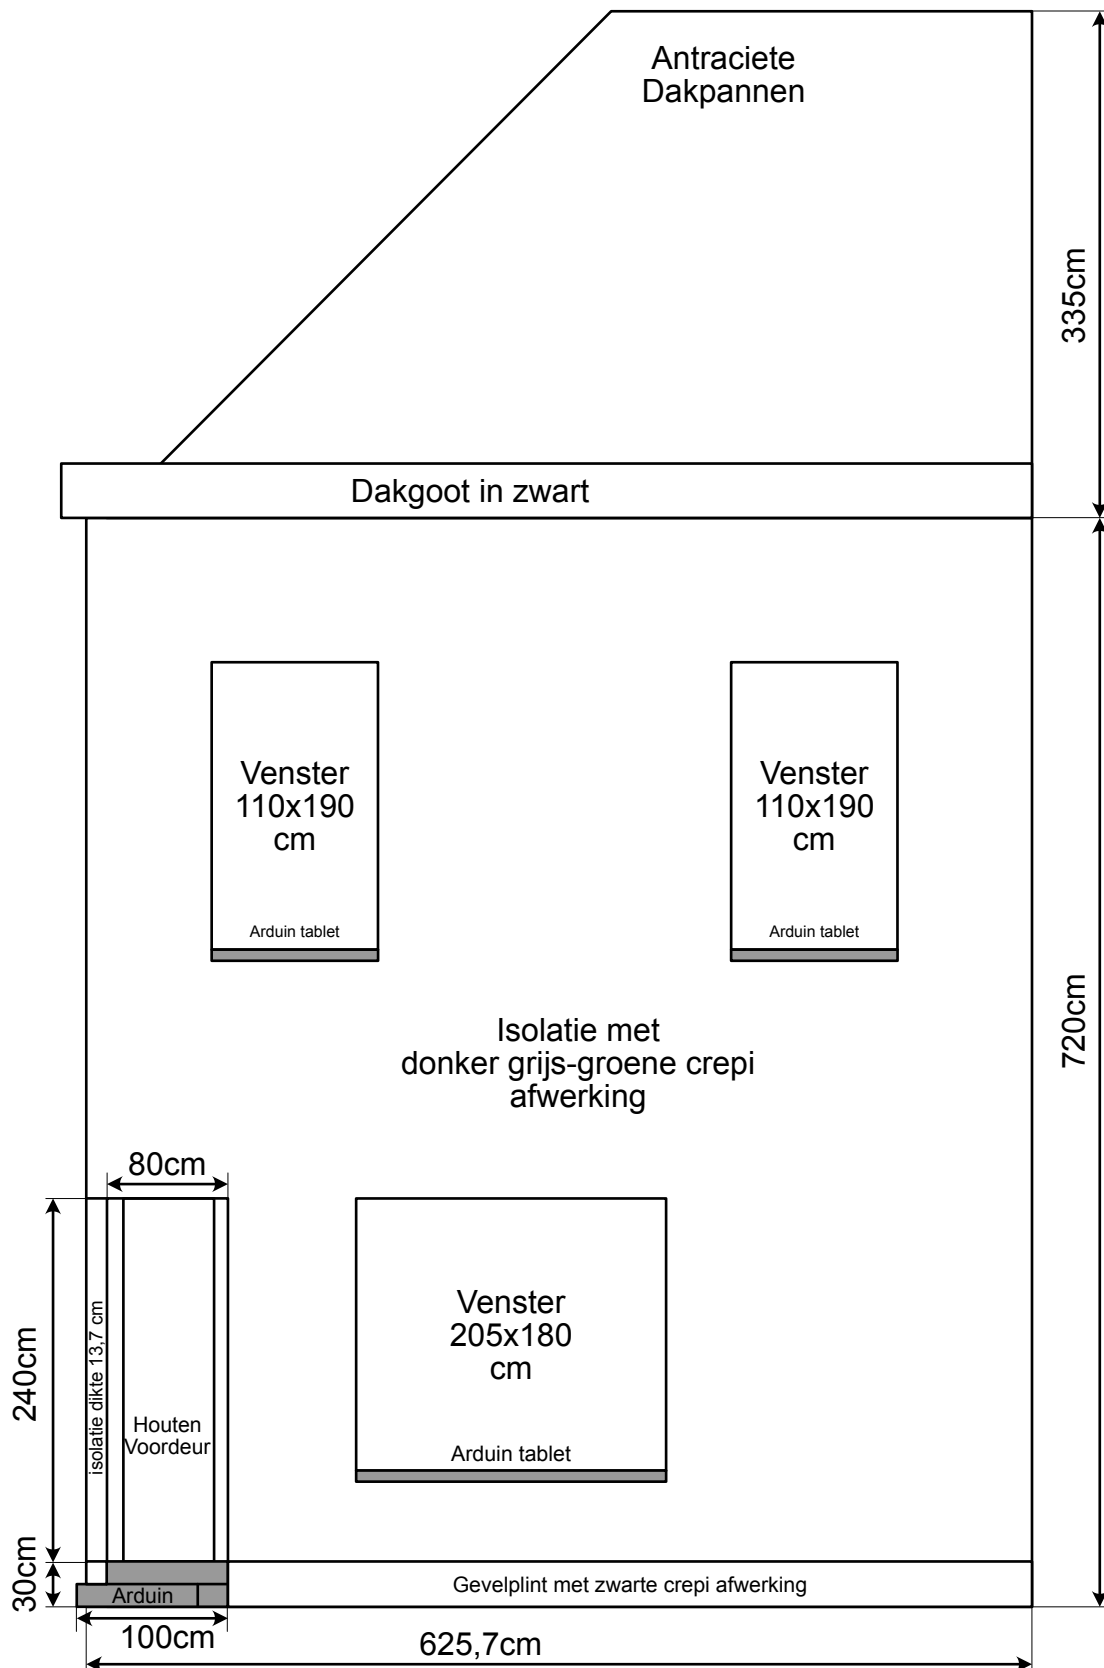 Antraciete
Dakpannen
335cm
Dakgoot in zwart
Venster
110x190
cm
Arduin tablet
Venster
110x190
cm
Arduin tablet
720cm
Isolatie met
donker grijs-groene crepi
afwerking
80cm
240cm
isolatie dikte 13,7 cm
Houten
Voordeur
Venster
205x180
cm
Arduin tablet
30cm
Arduin
Gevelplint met zwarte crepi afwerking
100cm
625,7cm